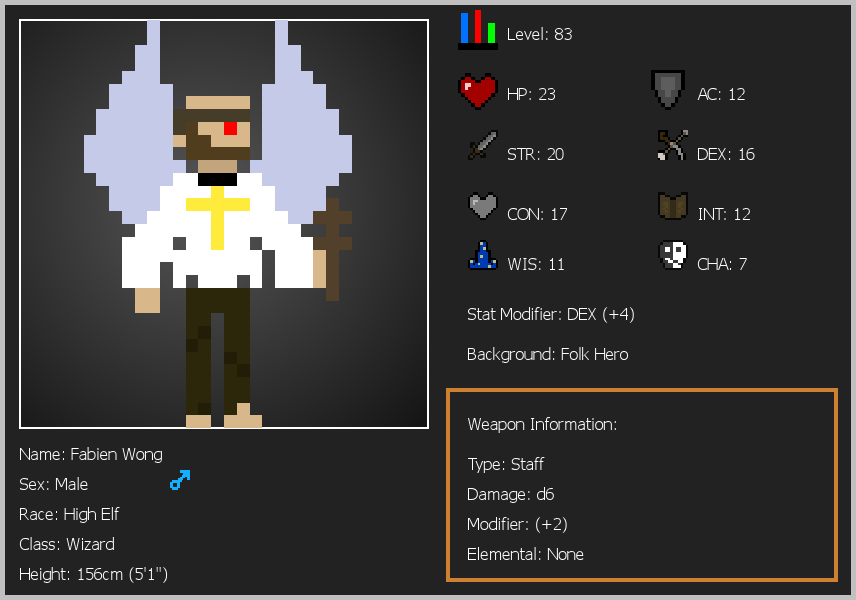 Level: 83
HP: 23
AC: 12
STR: 20
DEX: 16
CON: 17
INT: 12
WIS: 11
CHA: 7
Stat Modifier: DEX (+4)
Background: Folk Hero
Weapon Information:
Type: Staff
Damage: d6
Modifier: (+2)
Elemental: None
Name: Fabien Wong
Sex: Male
Race: High Elf
Class: Wizard
Height: 156cm (5'1")